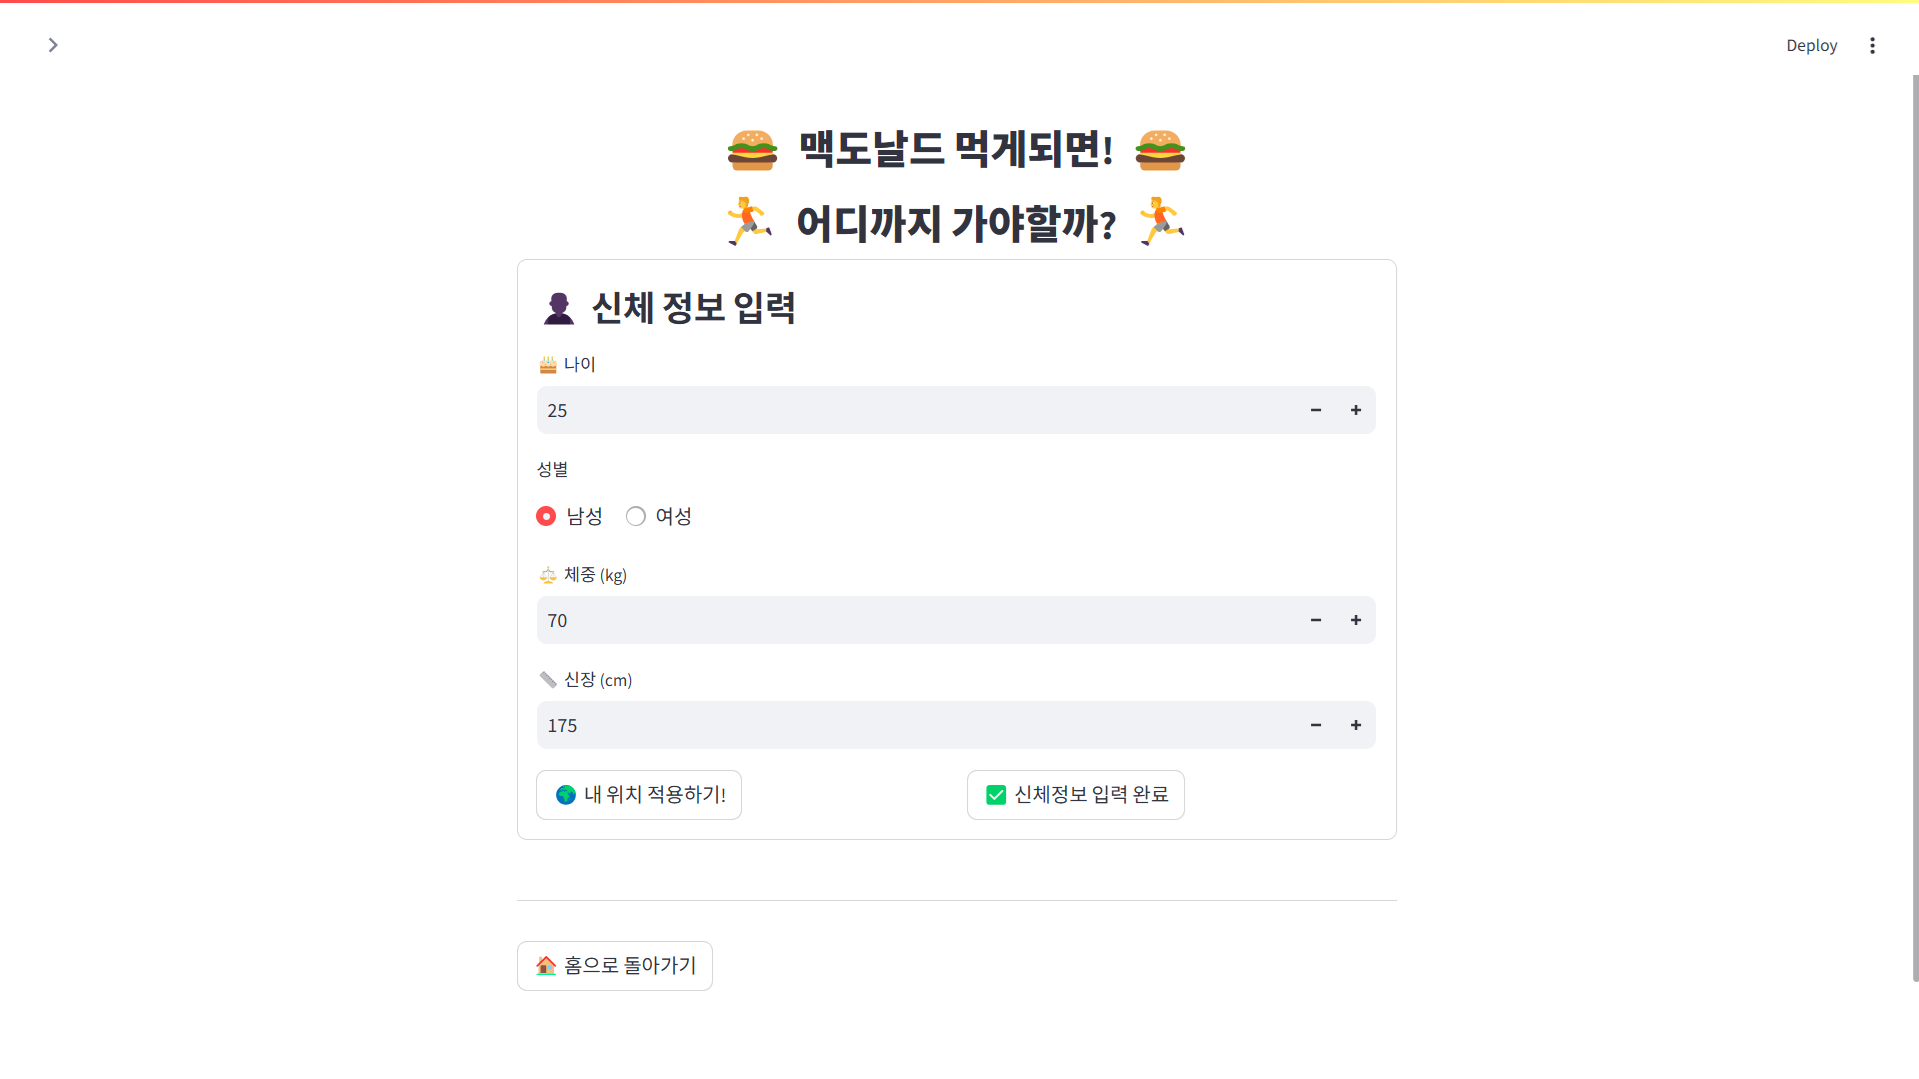 Deploy
🍔 맥도날드 먹게되면! 🍔
🏃 어디까지 가야할까? 🏃
👤 신체 정보 입력
🎂 나이
25
성별
남성 여성
⚖️ 체중 (kg)
70
📏 신장 (cm)
175
🌍 내 위치 적용하기! ✅ 신체정보 입력 완료
🏠 홈으로 돌아가기